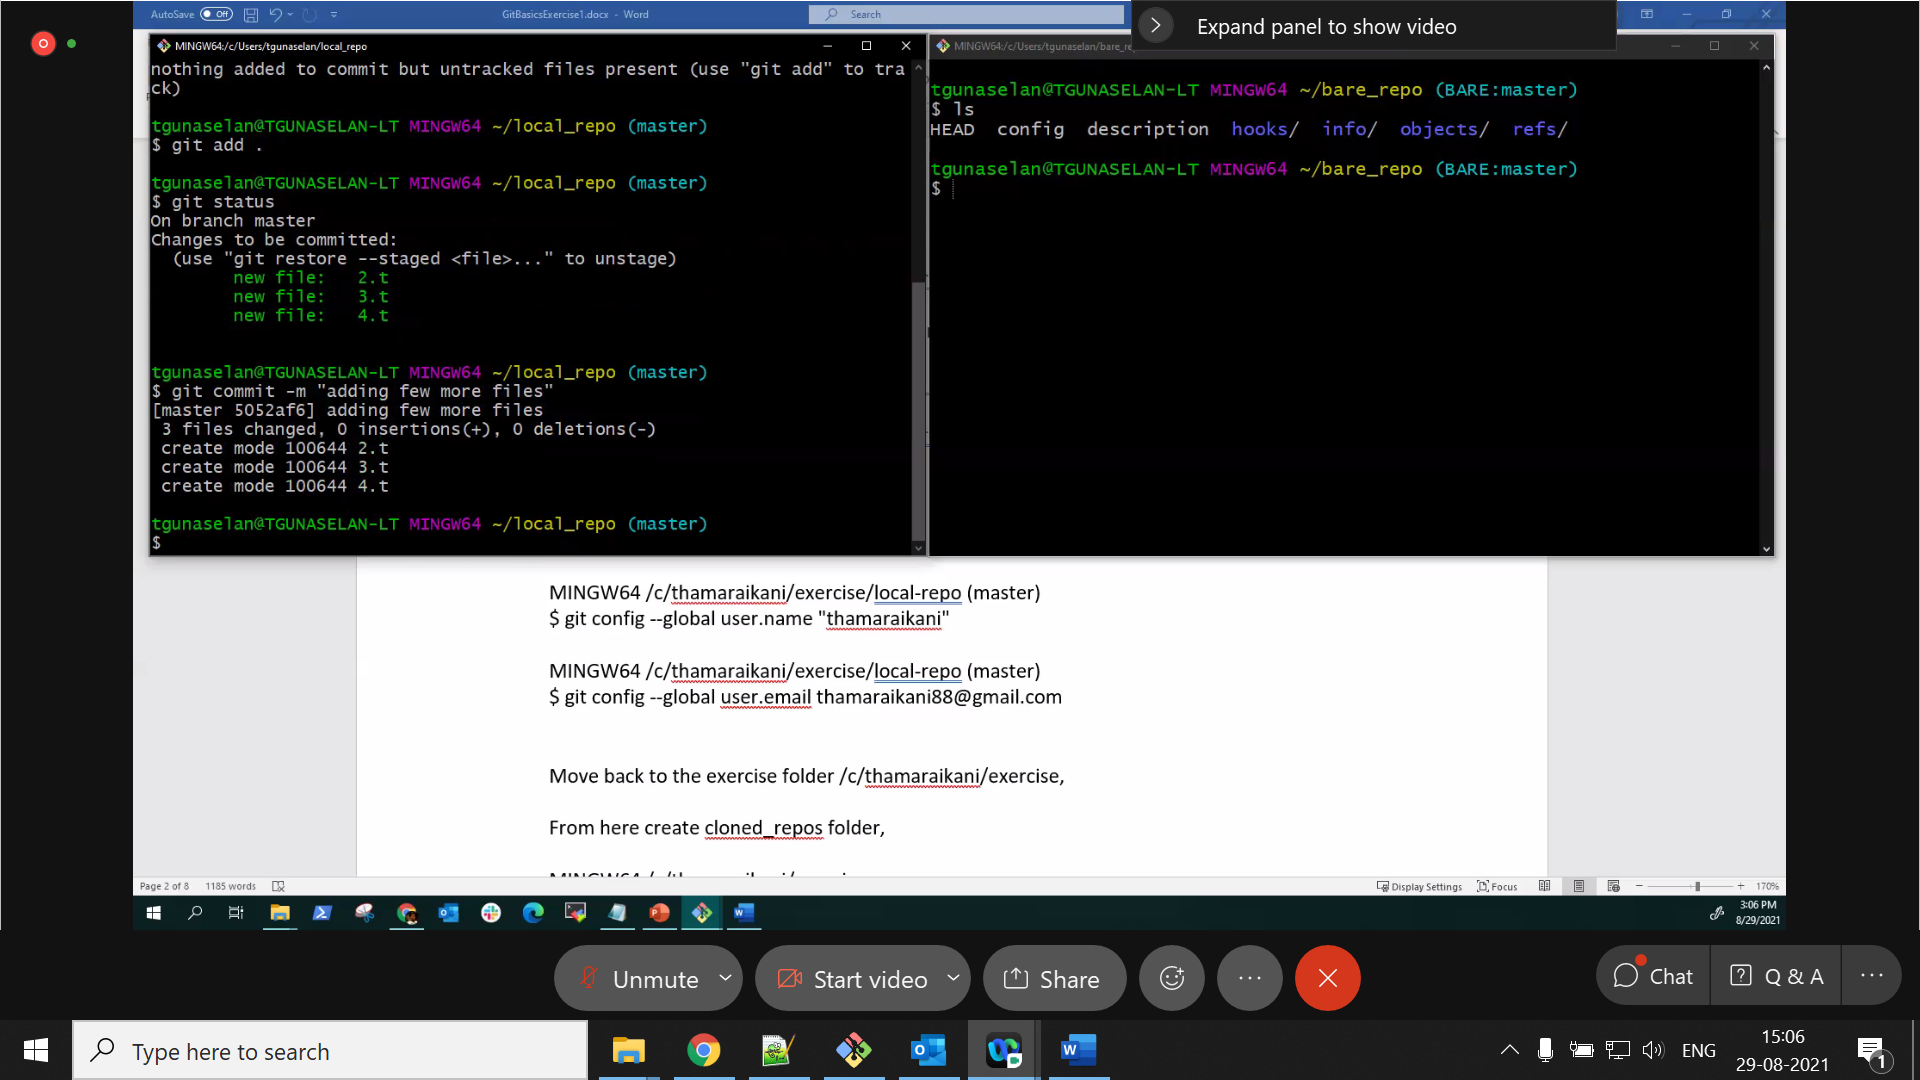 AutoSave Off GitBasicsExercise1.docx - Word Search
Expand panel to show video
MINGW64:/c/Users/tgunaselan/local_repo
nothing added to commit but untracked files present (use "git add" to tra
ck)
tgunaselan@TGUNASELAN-LT MINGW64 ~/local_repo (master)
$ git add .
tgunaselan@TGUNASELAN-LT MINGW64 ~/local_repo (master)
$ git status
On branch master
Changes to be committed:
(use "git restore --staged <file>..." to unstage)
new file: 2.t
new file: 3.t
new file: 4.t
tgunaselan@TGUNASELAN-LT MINGW64 ~/local_repo (master)
$ git commit -m "adding few more files"
[master 5052af6] adding few more files
3 files changed, 0 insertions(+), 0 deletions(-)
create mode 100644 2.t
create mode 100644 3.t
create mode 100644 4.t
tgunaselan@TGUNASELAN-LT MINGW64 ~/local_repo (master)
$
MINGW64:/c/Users/tgunaselan/bare_re
tgunaselan@TGUNASELAN-LT MINGW64 ~/bare_repo (BARE:master)
$ ls
HEAD config description hooks/ info/ objects/ refs/
tgunaselan@TGUNASELAN-LT MINGW64 ~/bare_repo (BARE:master)
$
MINGW64 /c/thamaraikani/exercise/local-repo (master)
$ git config --global user.name "thamaraikani"
MINGW64 /c/thamaraikani/exercise/local-repo (master)
$ git config --global user.email thamaraikani88@gmail.com
Move back to the exercise folder /c/thamaraikani/exercise,
From here create cloned_repos folder,
Page 2 of 8 1185 words Display Settings Focus 170%
3:06 PM
8/29/2021
Unmute Start video Share Chat Q & A
Type here to search
ENG
15:06
29-08-2021
1